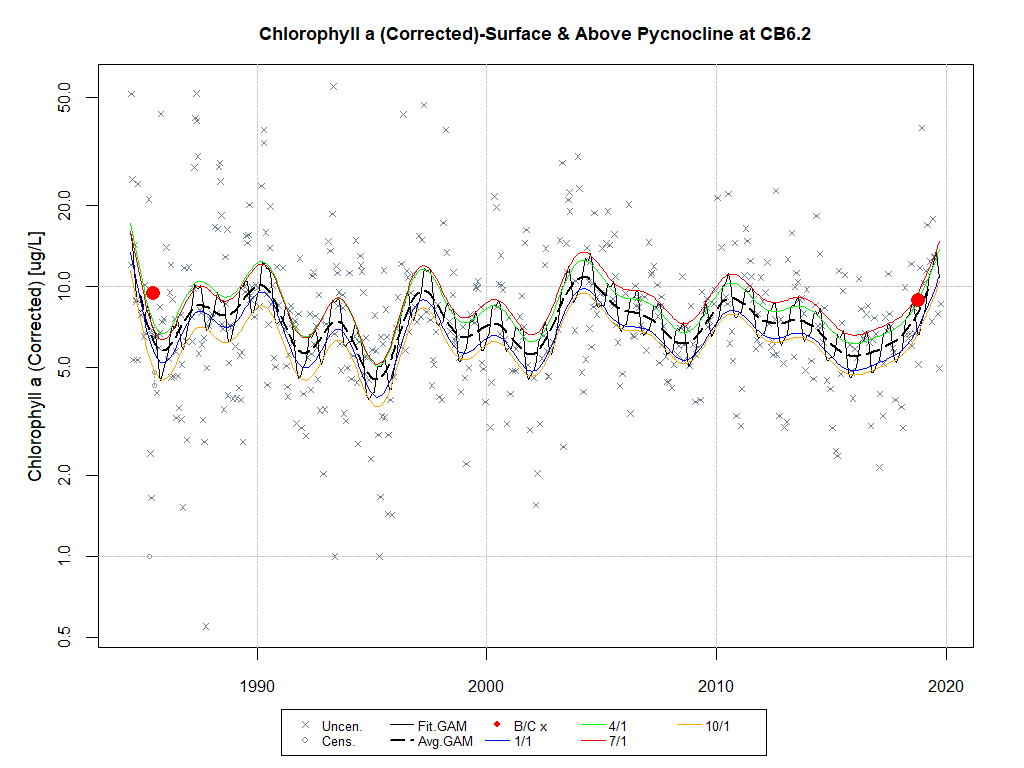 Chlorophyll a (Corrected)-Surface & Above Pycnocline at CB6.2
Chlorophyll a (Corrected) [ug/L]
50.0
20.0
10.0
5.0
2.0
1.0
0.5
1990 2000 2010 2020
Uncen. Fit.GAM B/C x 4/1 10/1
Cens. Avg.GAM 1/1 7/1